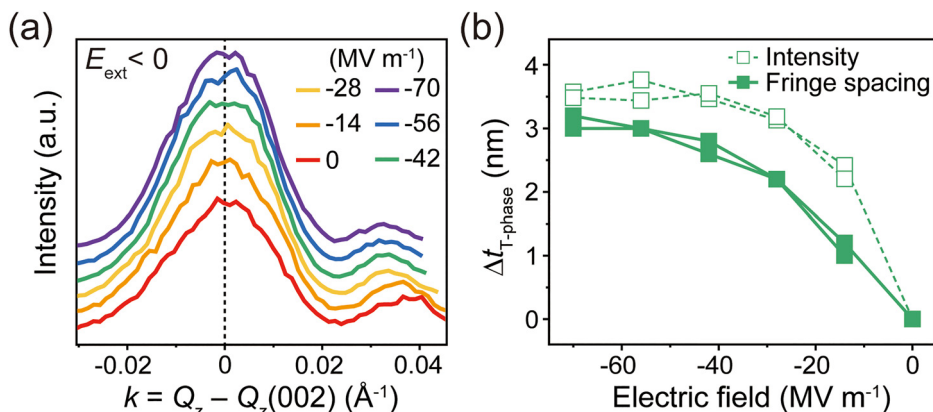 (a)
E_ext < 0
(MV m⁻¹)
-28 -70
-14 -56
0 -42
Intensity (a.u.)
-0.02 0 0.02 0.04
k = Q_z – Q_z(002) (Å⁻¹)
(b)
Intensity
Fringe spacing
Δt_T-phase (nm)
4
3
2
1
0
-60 -40 -20 0
Electric field (MV m⁻¹)